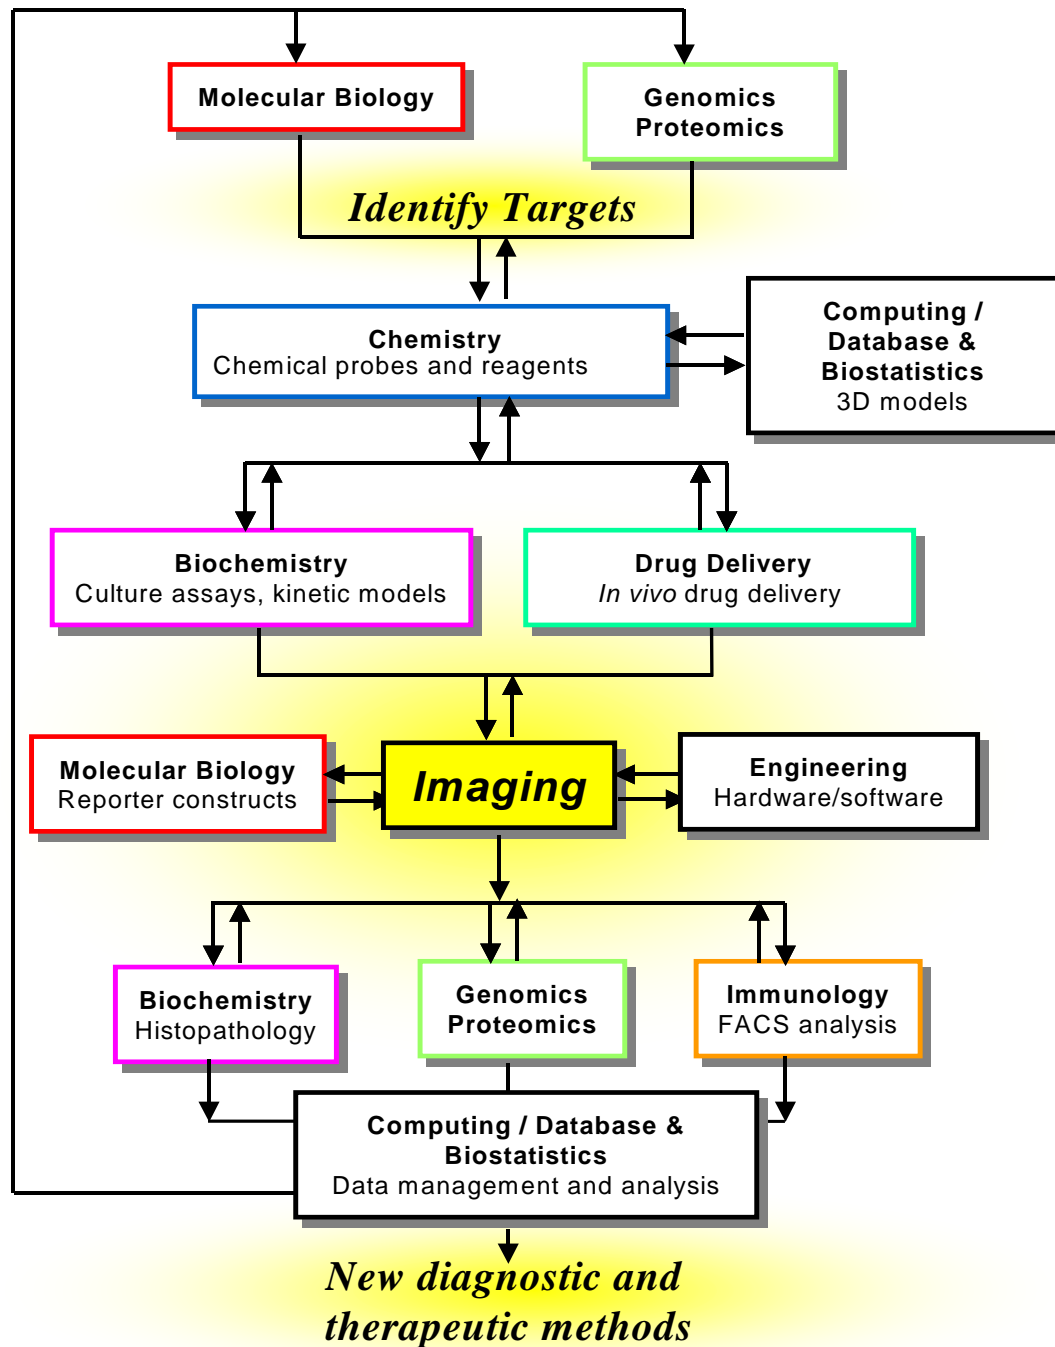 Molecular Biology
Genomics
Proteomics
Identify Targets
Chemistry
Chemical probes and reagents
Computing /
Database &
Biostatistics
3D models
Biochemistry
Culture assays, kinetic models
Drug Delivery
In vivo drug delivery
Molecular Biology
Reporter constructs
Imaging
Engineering
Hardware/software
Biochemistry
Histopathology
Genomics
Proteomics
Immunology
FACS analysis
Computing / Database &
Biostatistics
Data management and analysis
New diagnostic and
therapeutic methods